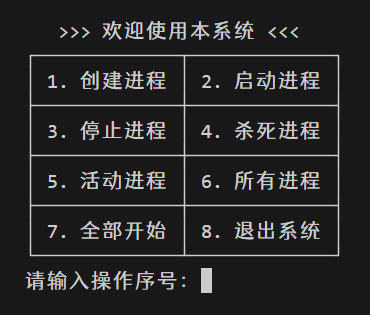 >>> 欢迎使用本系统 <<<
1. 创建进程 2. 启动进程
3. 停止进程 4. 杀死进程
5. 活动进程 6. 所有进程
7. 全部开始 8. 退出系统
请输入操作序号: